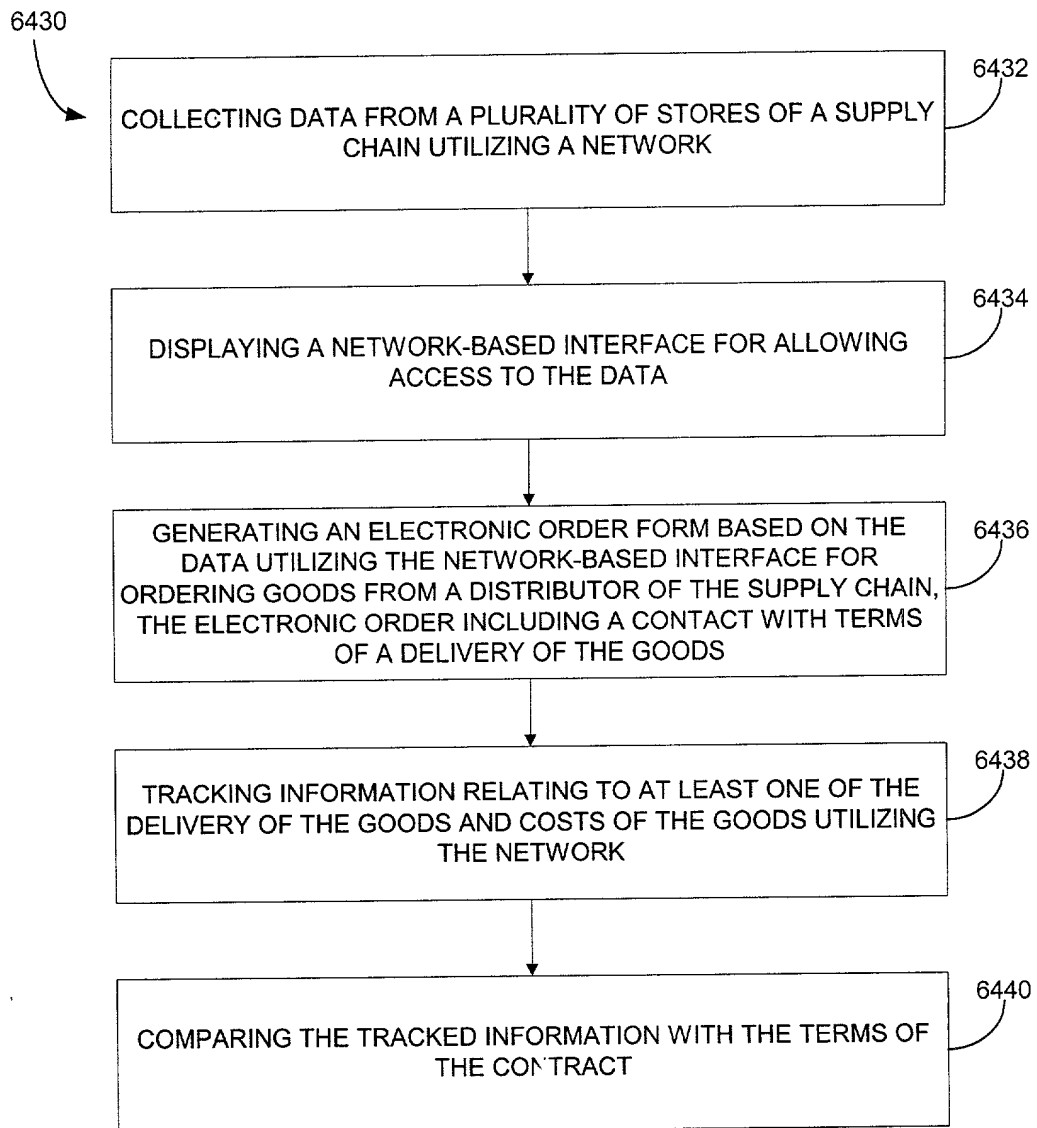 6430
6432
COLLECTING DATA FROM A PLURALITY OF STORES OF A SUPPLY
CHAIN UTILIZING A NETWORK
6434
DISPLAYING A NETWORK-BASED INTERFACE FOR ALLOWING
ACCESS TO THE DATA
6436
GENERATING AN ELECTRONIC ORDER FORM BASED ON THE
DATA UTILIZING THE NETWORK-BASED INTERFACE FOR
ORDERING GOODS FROM A DISTRIBUTOR OF THE SUPPLY CHAIN,
THE ELECTRONIC ORDER INCLUDING A CONTACT WITH TERMS
OF A DELIVERY OF THE GOODS
6438
TRACKING INFORMATION RELATING TO AT LEAST ONE OF THE
DELIVERY OF THE GOODS AND COSTS OF THE GOODS UTILIZING
THE NETWORK
6440
COMPARING THE TRACKED INFORMATION WITH THE TERMS OF
THE CONTRACT